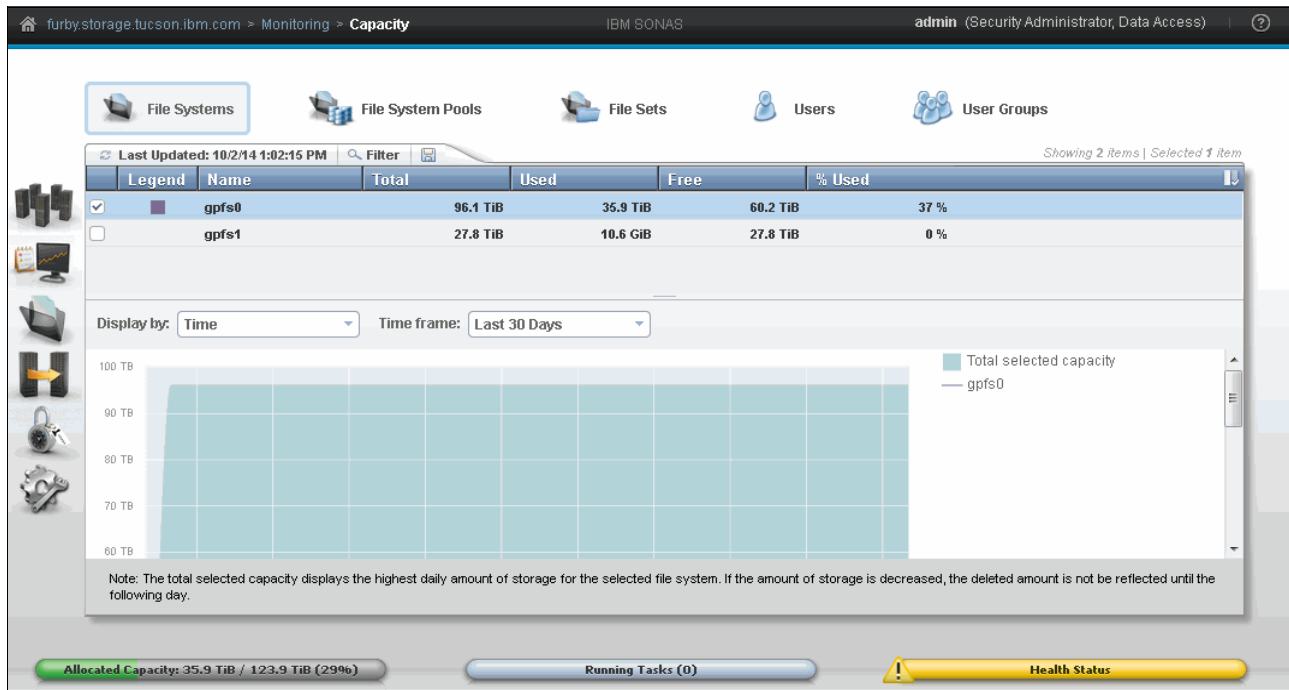 furby.storage.tucson.ibm.com > Monitoring > Capacity IBM SONAS admin (Security Administrator, Data Access) ?
File Systems File System Pools File Sets Users User Groups
Last Updated: 10/2/14 1:02:15 PM Filter Showing 2 items | Selected 1 item
Legend Name Total Used Free % Used
gpfs0 96.1 TiB 35.9 TiB 60.2 TiB 37 %
gpfs1 27.8 TiB 10.6 GiB 27.8 TiB 0 %
Display by: Time Time frame: Last 30 Days
100 TB
90 TB
80 TB
70 TB
60 TB
Total selected capacity
gpfs0
Note: The total selected capacity displays the highest daily amount of storage for the selected file system. If the amount of storage is decreased, the deleted amount is not be reflected until the
following day.
Allocated Capacity: 35.9 TiB / 123.9 TiB (29%) Running Tasks (0) Health Status